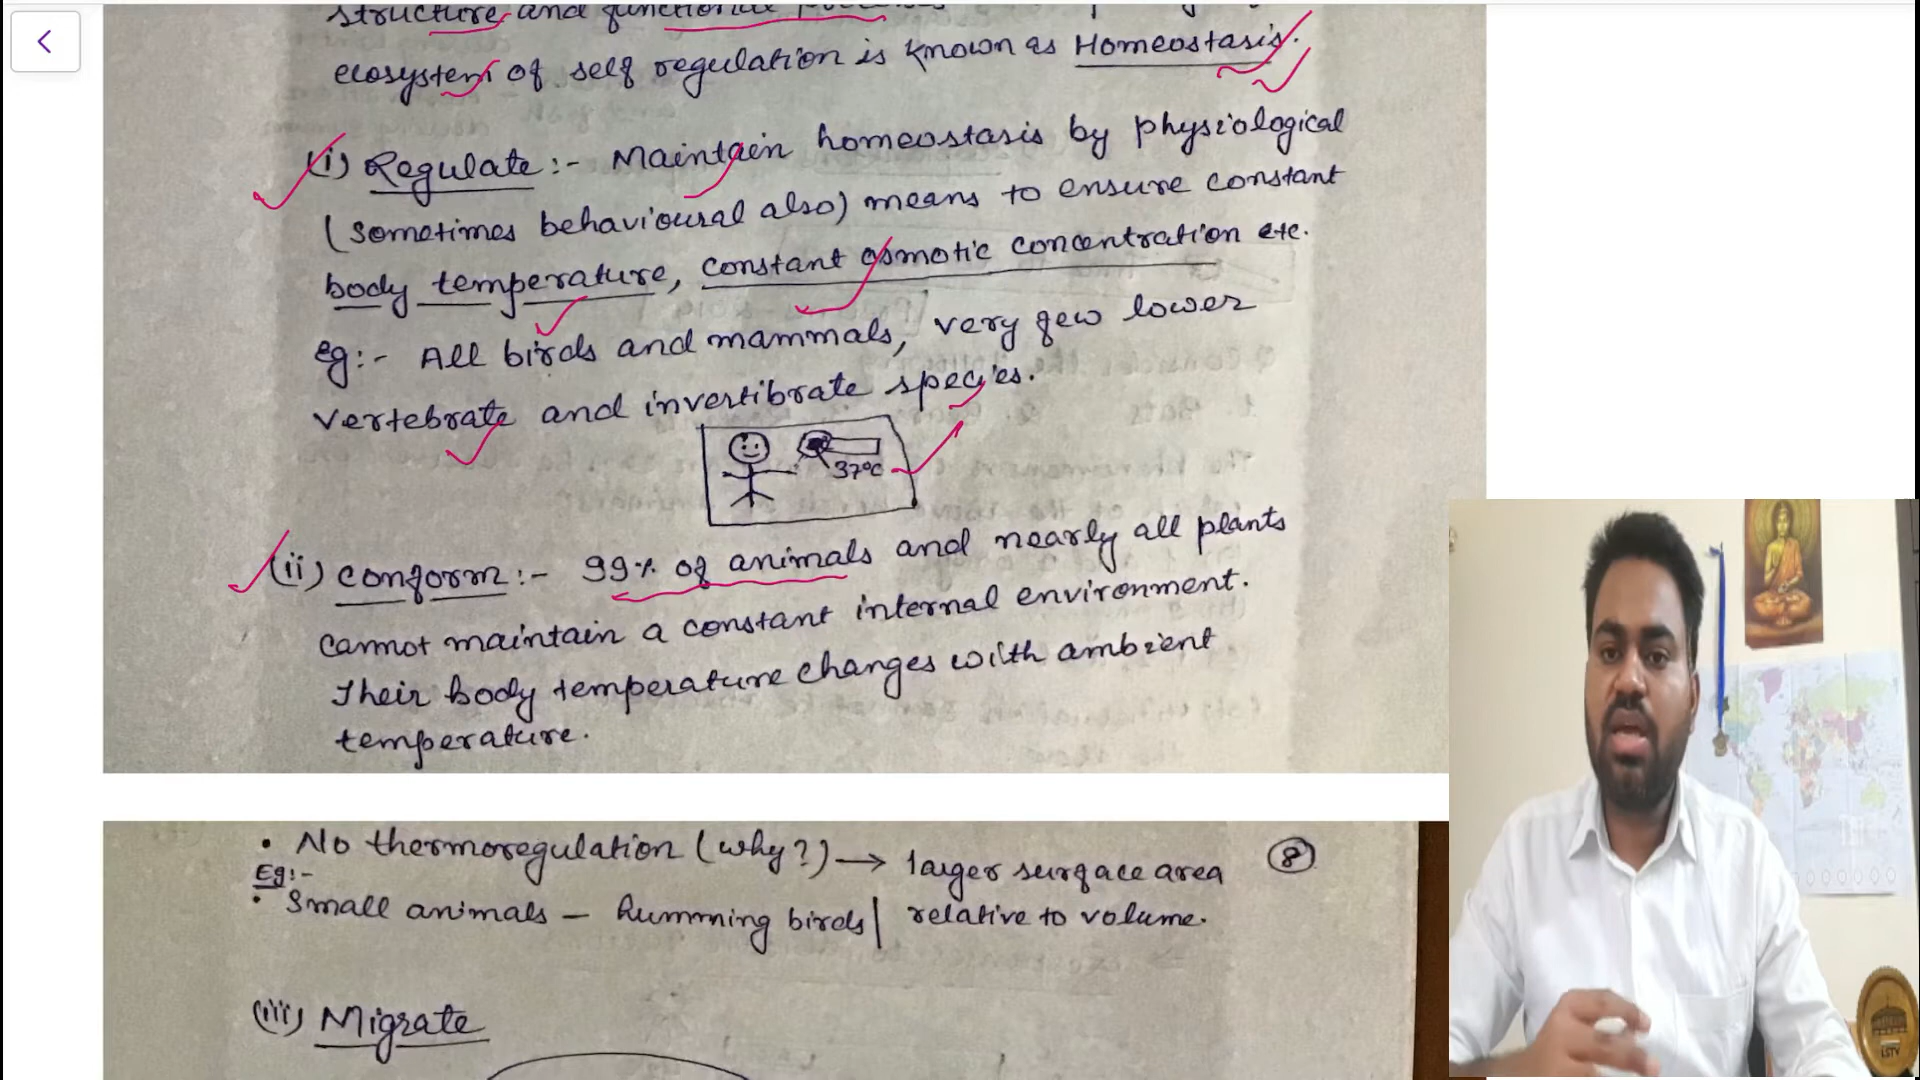 structure and functional
ecosystem of self regulation is known as Homeostasis.
(i) Regulate:- Maintain homeostasis by physiological
(sometimes behavioural also) means to ensure constant
body temperature, constant osmotic concentration etc.
eg:- All birds and mammals, very few lower
vertebrate and invertibrate species.
37°C
(ii) conform:- 99% of animals and nearly all plants
cannot maintain a constant internal environment.
Their body temperature changes with ambient
temperature.
• No thermoregulation (why?) → larger surface area
8
Eg:-
• Small animals - humming birds | relative to volume.
(iii) Migrate
LSTV